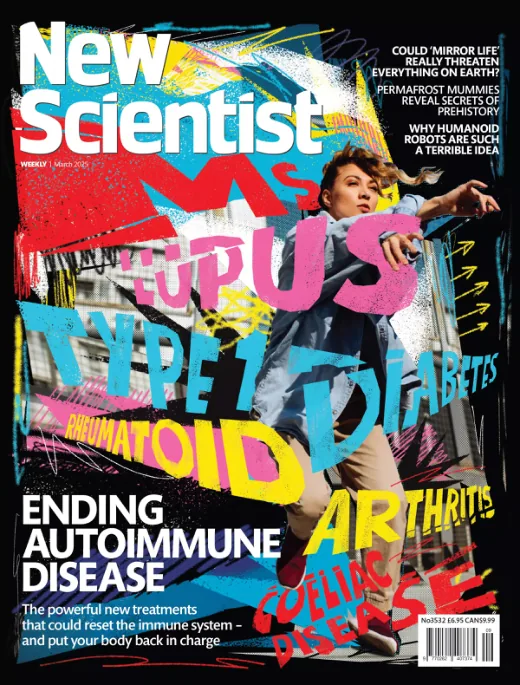 New
Scientist
WEEKLY | March 2025
COULD ‘MIRROR LIFE’
REALLY THREATEN
EVERYTHING ON EARTH?
PERMAFROST MUMMIES
REVEAL SECRETS OF
PREHISTORY
WHY HUMANOID
ROBOTS ARE SUCH
A TERRIBLE IDEA
MS
LUPUS
TYPE 1 DIABETES
RHEUMATOID
ARTHRITIS
COELIAC
DISEASE
ENDING
AUTOIMMUNE
DISEASE
The powerful new treatments
that could reset the immune system –
and put your body back in charge
No3532 £6.95 CAN$9.99